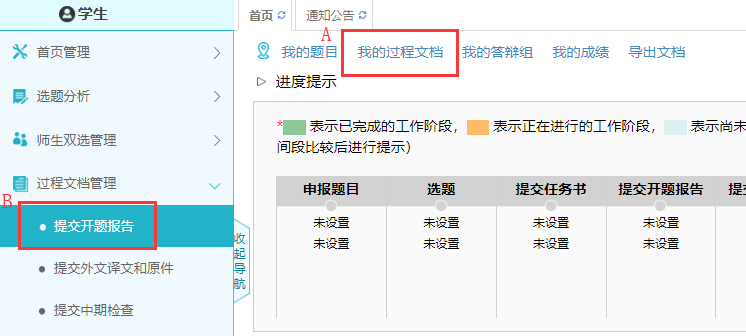 学生
首页 通知公告
A
首页管理
选题分析
师生双选管理
过程文档管理
B
提交开题报告
提交外文译文和原件
提交中期检查
收起导航
我的题目 我的过程文档 我的答辩组 我的成绩 导出文档
进度提示
*表示已完成的工作阶段， 表示正在进行的工作阶段， 表示尚未
间段比较后进行提示）
申报题目 选题 提交任务书 提交开题报告 提
未设置 未设置 未设置 未设置
未设置 未设置 未设置 未设置